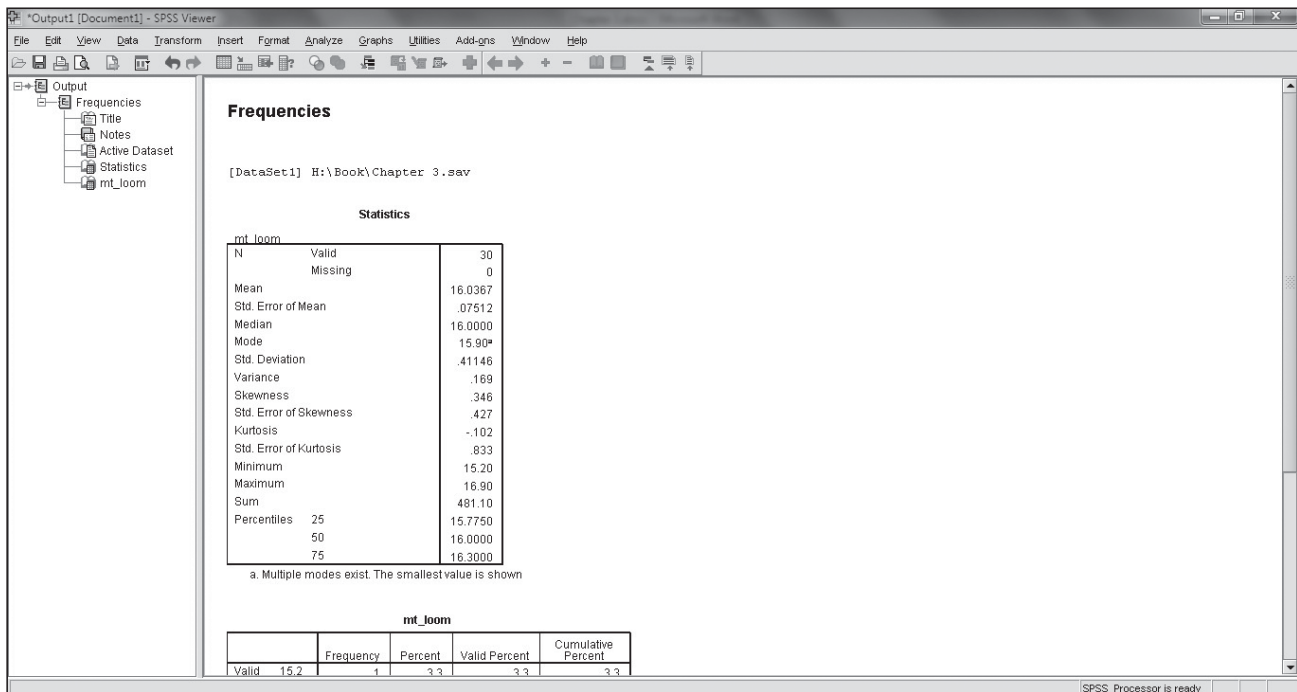 *Output1 [Document1] - SPSS Viewer
File Edit View Data Transform Insert Format Analyze Graphs Utilities Add-ons Window Help
Output
Frequencies
Title
Notes
Active Dataset
Statistics
mt_loom
Frequencies
[DataSet1] H:\Book\Chapter 3.sav
Statistics
mt_loom
N Valid 30
Missing 0
Mean 16.0367
Std. Error of Mean .07512
Median 16.0000
Mode 15.90a
Std. Deviation .41146
Variance .169
Skewness .346
Std. Error of Skewness .427
Kurtosis -.102
Std. Error of Kurtosis .833
Minimum 15.20
Maximum 16.90
Sum 481.10
Percentiles 25 15.7750
50 16.0000
75 16.3000
a. Multiple modes exist. The smallest value is shown
mt_loom
Frequency Percent Valid Percent Cumulative Percent
Valid 15.2 1 3.3 3.3 3.3
SPSS Processor is ready